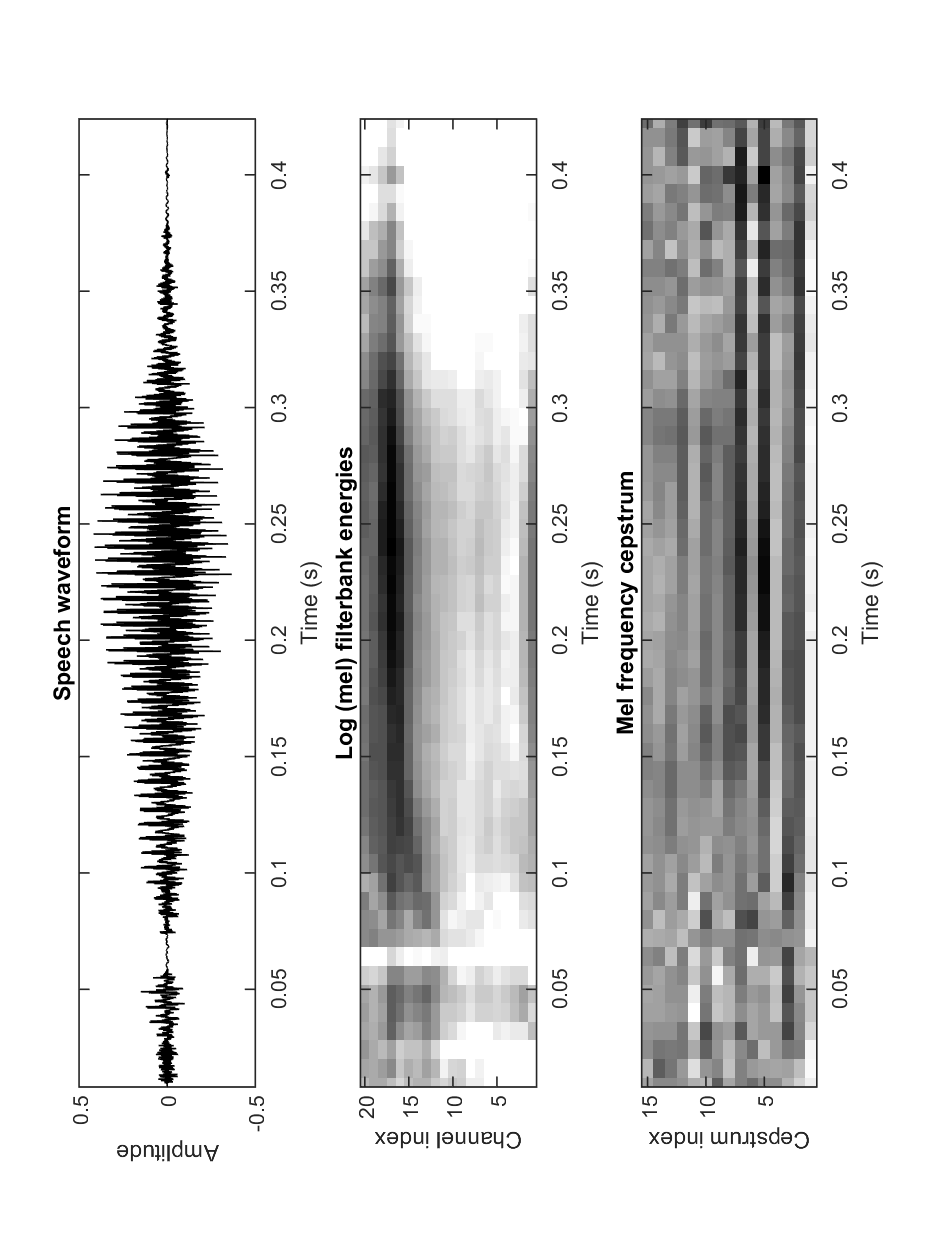 Speech waveform
0.5
0
-0.5
Amplitude
0.05 0.1 0.15 0.2 0.25 0.3 0.35 0.4
Time (s)
Log (mel) filterbank energies
20
15
10
5
Channel index
0.05 0.1 0.15 0.2 0.25 0.3 0.35 0.4
Time (s)
Mel frequency cepstrum
15
10
5
Cepstrum index
0.05 0.1 0.15 0.2 0.25 0.3 0.35 0.4
Time (s)